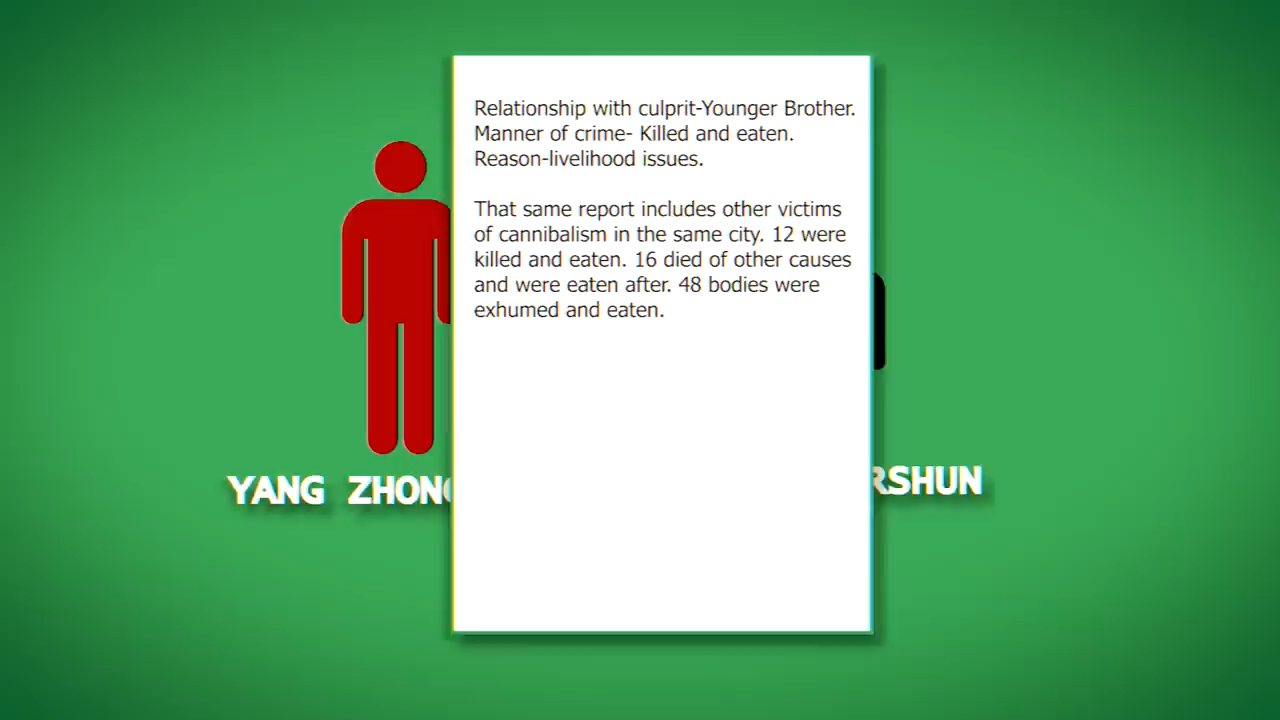 Relationship with culprit-Younger Brother.
Manner of crime- Killed and eaten.
Reason-livelihood issues.
That same report includes other victims
of cannibalism in the same city. 12 were
killed and eaten. 16 died of other causes
and were eaten after. 48 bodies were
exhumed and eaten.
YANG